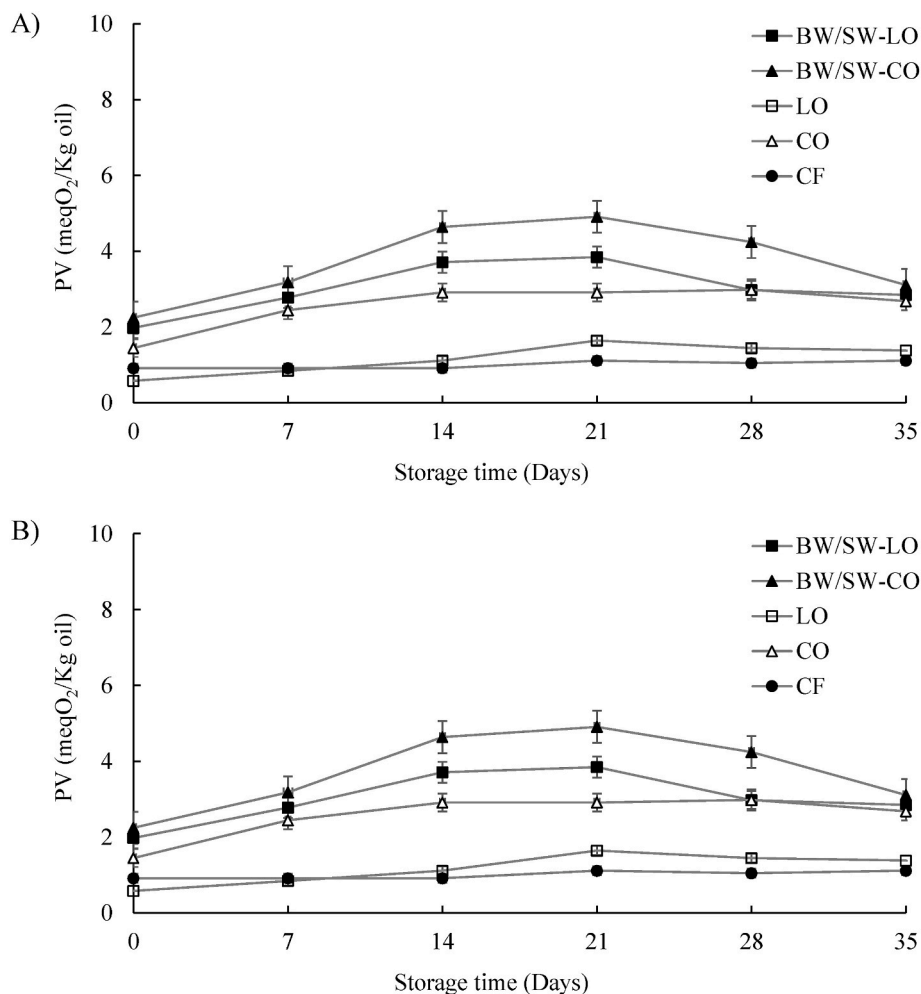 A)
10
8
6
4
2
0
PV (meqO₂/Kg oil)
BW/SW-LO
BW/SW-CO
LO
CO
CF
0 7 14 21 28 35
Storage time (Days)
B)
10
8
6
4
2
0
PV (meqO₂/Kg oil)
BW/SW-LO
BW/SW-CO
LO
CO
CF
0 7 14 21 28 35
Storage time (Days)